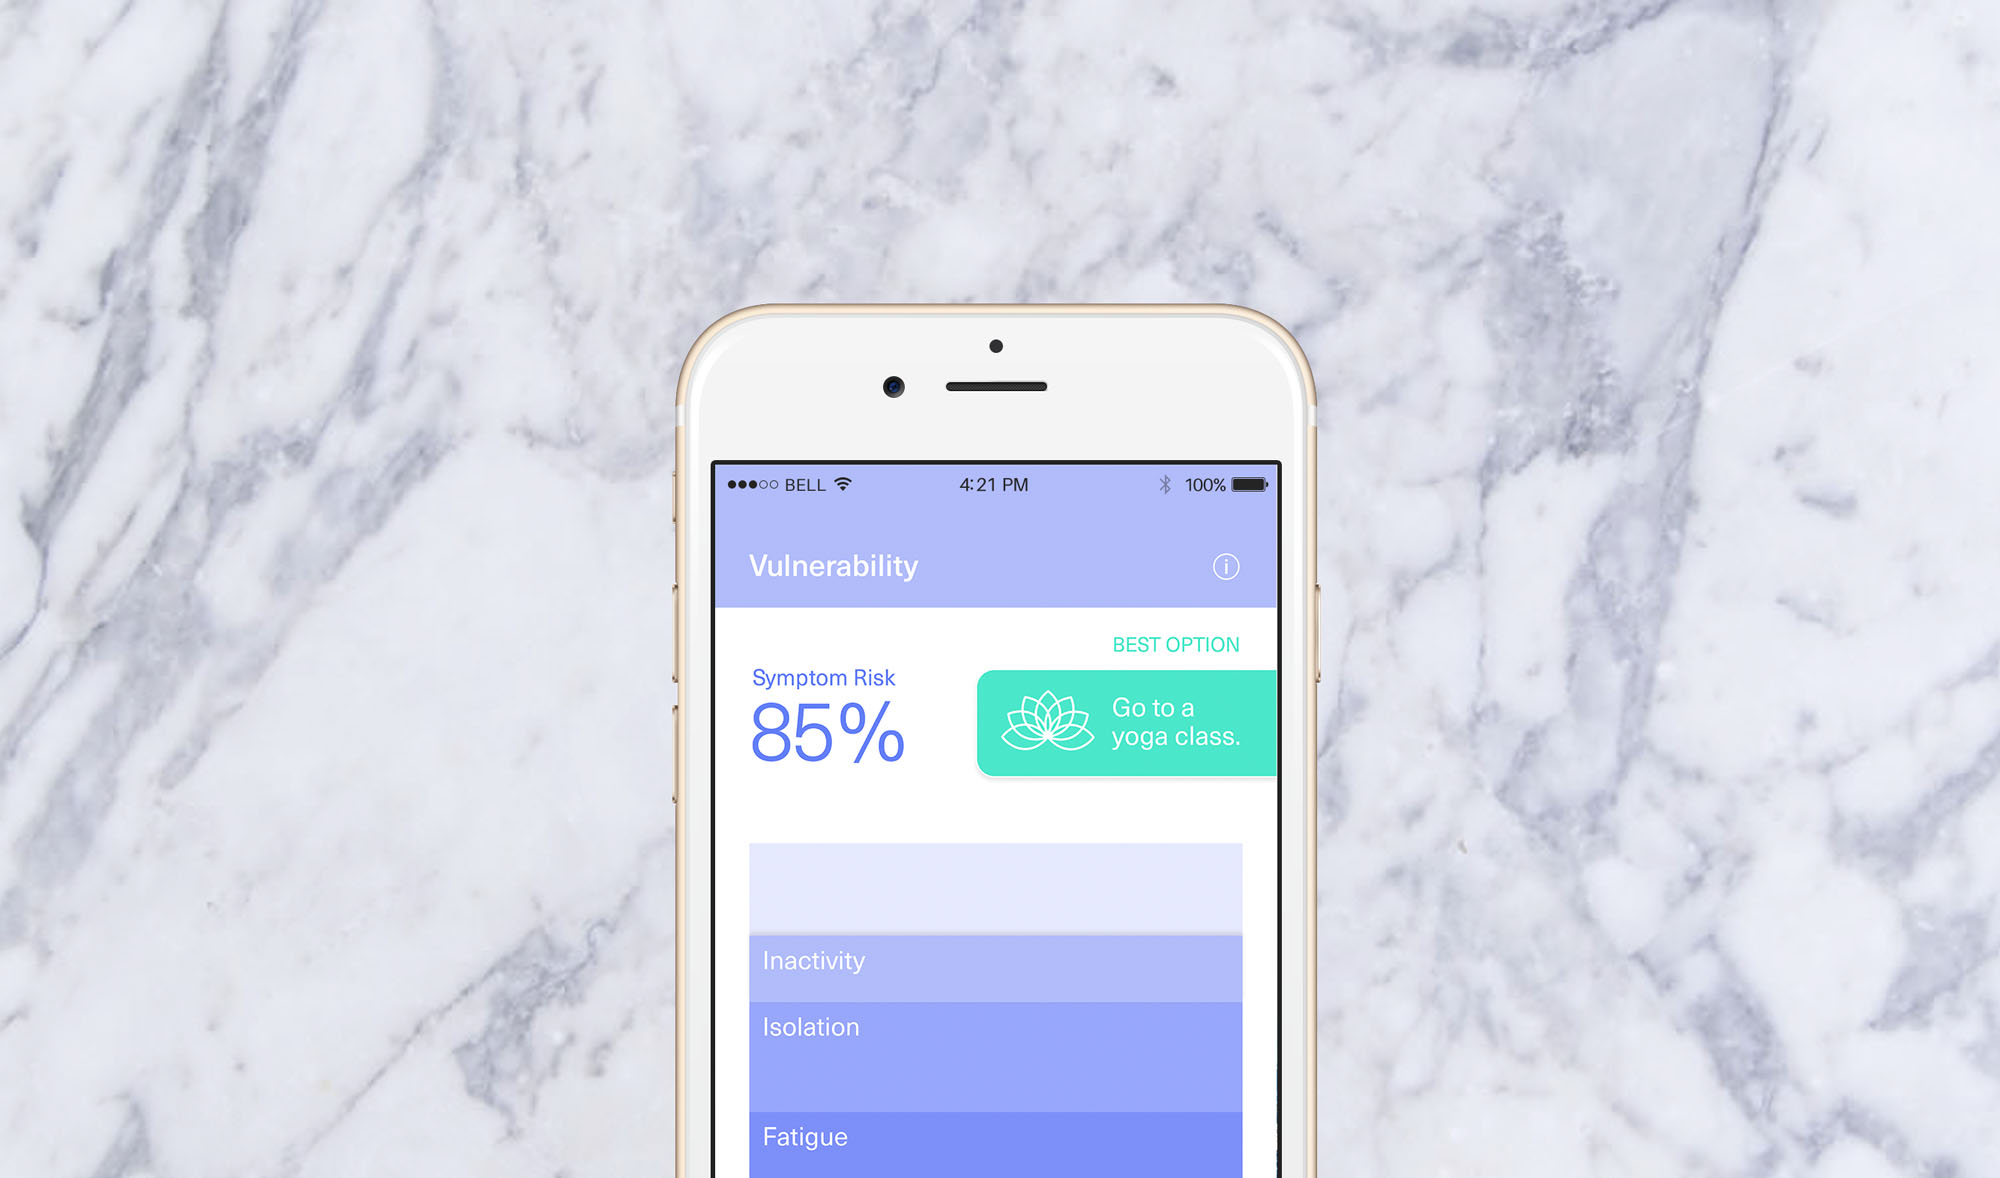 BELL
4:21 PM
100%
Vulnerability
BEST OPTION
Symptom Risk
85%
Go to a
yoga class.
Inactivity
Isolation
Fatigue